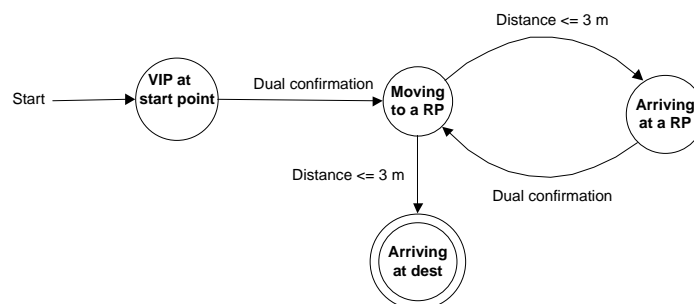 Distance <= 3 m
VIP at
start point
Start
Dual confirmation
Moving
to a RP
Arriving
at a RP
Distance <= 3 m
Dual confirmation
Arriving
at dest